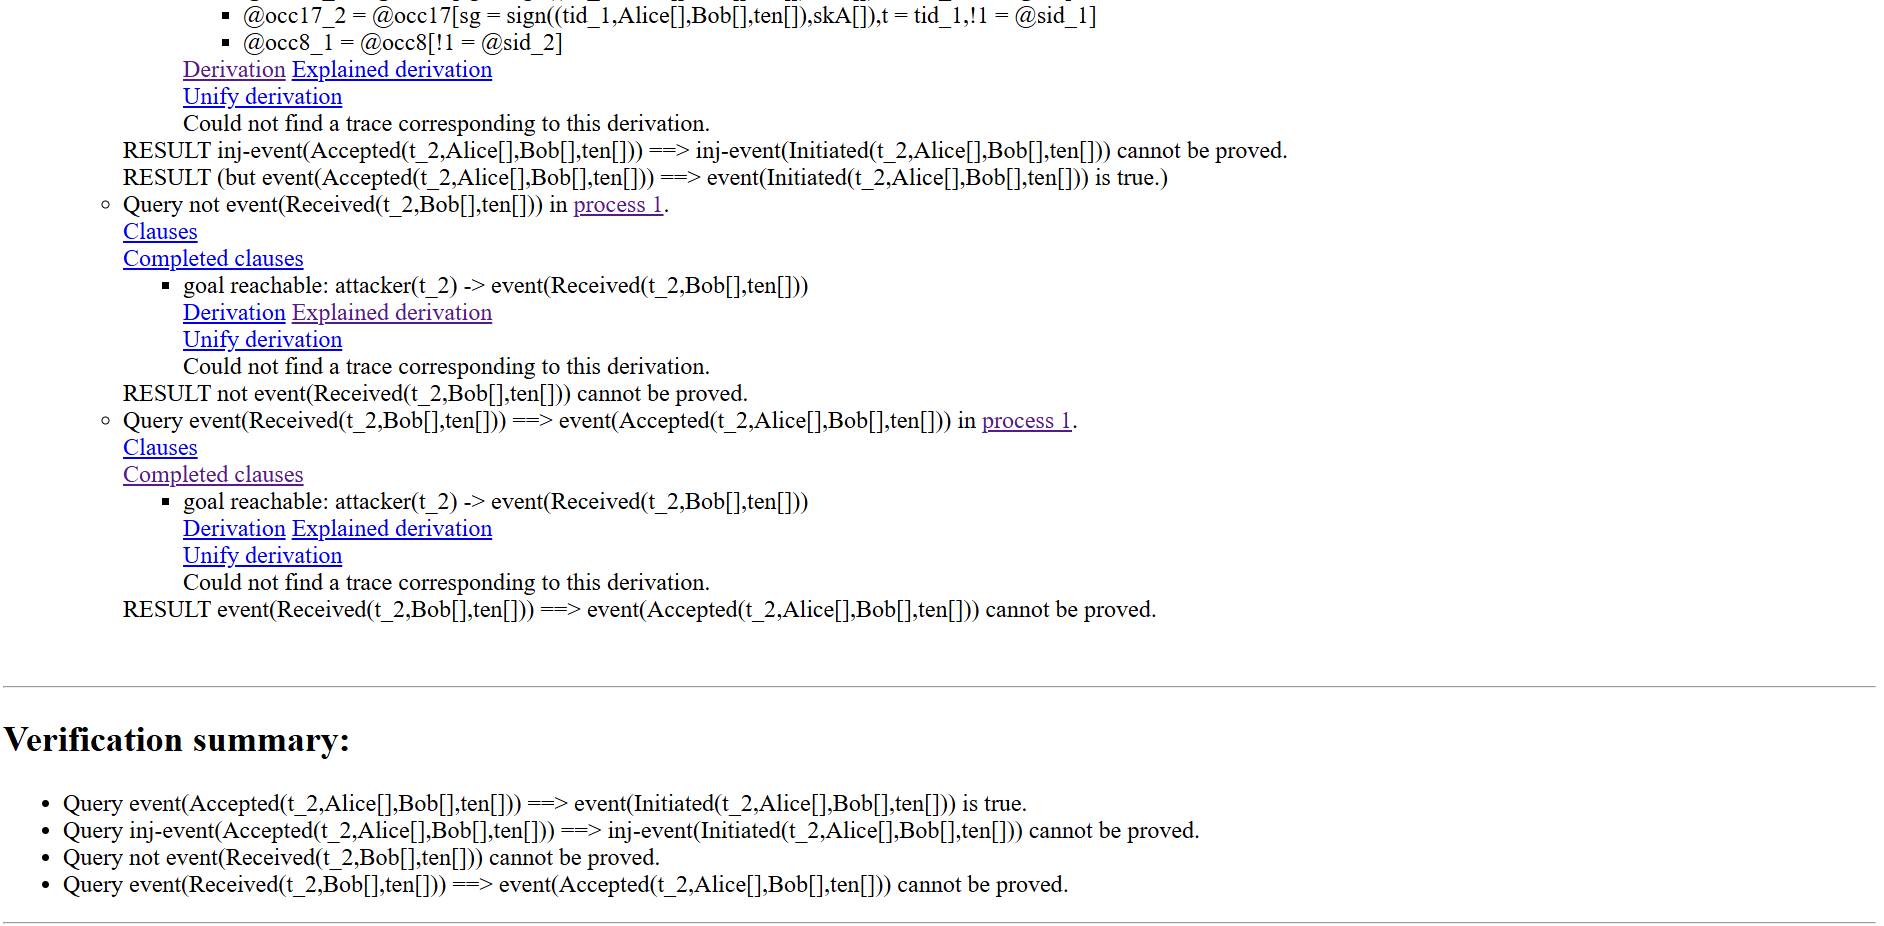 @occ17_2 = @occ17[sg = sign((tid_1,Alice[],Bob[],ten[]),skA[]),t = tid_1,!1 = @sid_1]
@occ8_1 = @occ8[!1 = @sid_2]
Derivation Explained derivation
Unify derivation
Could not find a trace corresponding to this derivation.
RESULT inj-event(Accepted(t_2,Alice[],Bob[],ten[])) ==> inj-event(Initiated(t_2,Alice[],Bob[],ten[])) cannot be proved.
RESULT (but event(Accepted(t_2,Alice[],Bob[],ten[])) ==> event(Initiated(t_2,Alice[],Bob[],ten[])) is true.)
Query not event(Received(t_2,Bob[],ten[])) in process 1.
Clauses
Completed clauses
goal reachable: attacker(t_2) -> event(Received(t_2,Bob[],ten[]))
Derivation Explained derivation
Unify derivation
Could not find a trace corresponding to this derivation.
RESULT not event(Received(t_2,Bob[],ten[])) cannot be proved.
Query event(Received(t_2,Bob[],ten[])) ==> event(Accepted(t_2,Alice[],Bob[],ten[])) in process 1.
Clauses
Completed clauses
goal reachable: attacker(t_2) -> event(Received(t_2,Bob[],ten[]))
Derivation Explained derivation
Unify derivation
Could not find a trace corresponding to this derivation.
RESULT event(Received(t_2,Bob[],ten[])) ==> event(Accepted(t_2,Alice[],Bob[],ten[])) cannot be proved.
Verification summary:
Query event(Accepted(t_2,Alice[],Bob[],ten[])) ==> event(Initiated(t_2,Alice[],Bob[],ten[])) is true.
Query inj-event(Accepted(t_2,Alice[],Bob[],ten[])) ==> inj-event(Initiated(t_2,Alice[],Bob[],ten[])) cannot be proved.
Query not event(Received(t_2,Bob[],ten[])) cannot be proved.
Query event(Received(t_2,Bob[],ten[])) ==> event(Accepted(t_2,Alice[],Bob[],ten[])) cannot be proved.